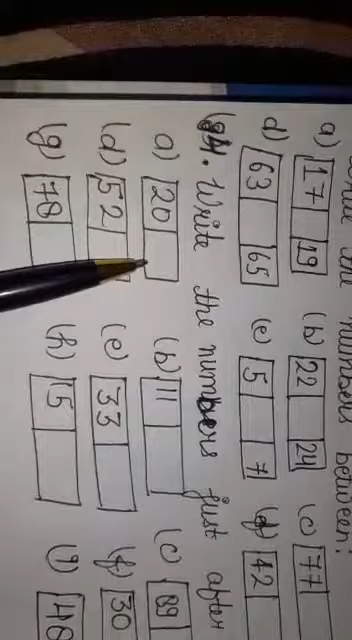 the numbers between:
a) 17 19 (b) 22 24 (c) 77
d) 63 65 (e) 5 7 42
Q4. Write the numbers just after
a) 20 (b) 11 (c) 89
(d) 52 (e) 33 (f) 30
(g) 78 (h) 15 (i) 48